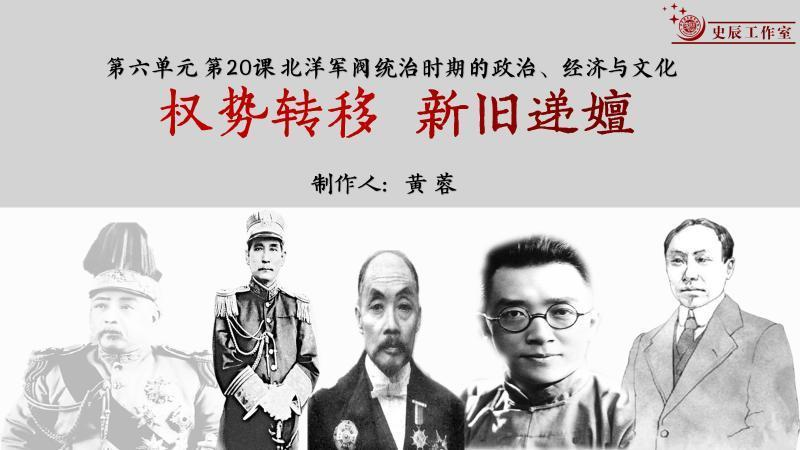 史辰工作室
第六单元 第20课 北洋军阀统治时期的政治、经济与文化
权势转移 新旧递嬗
制作人：黄 蓉